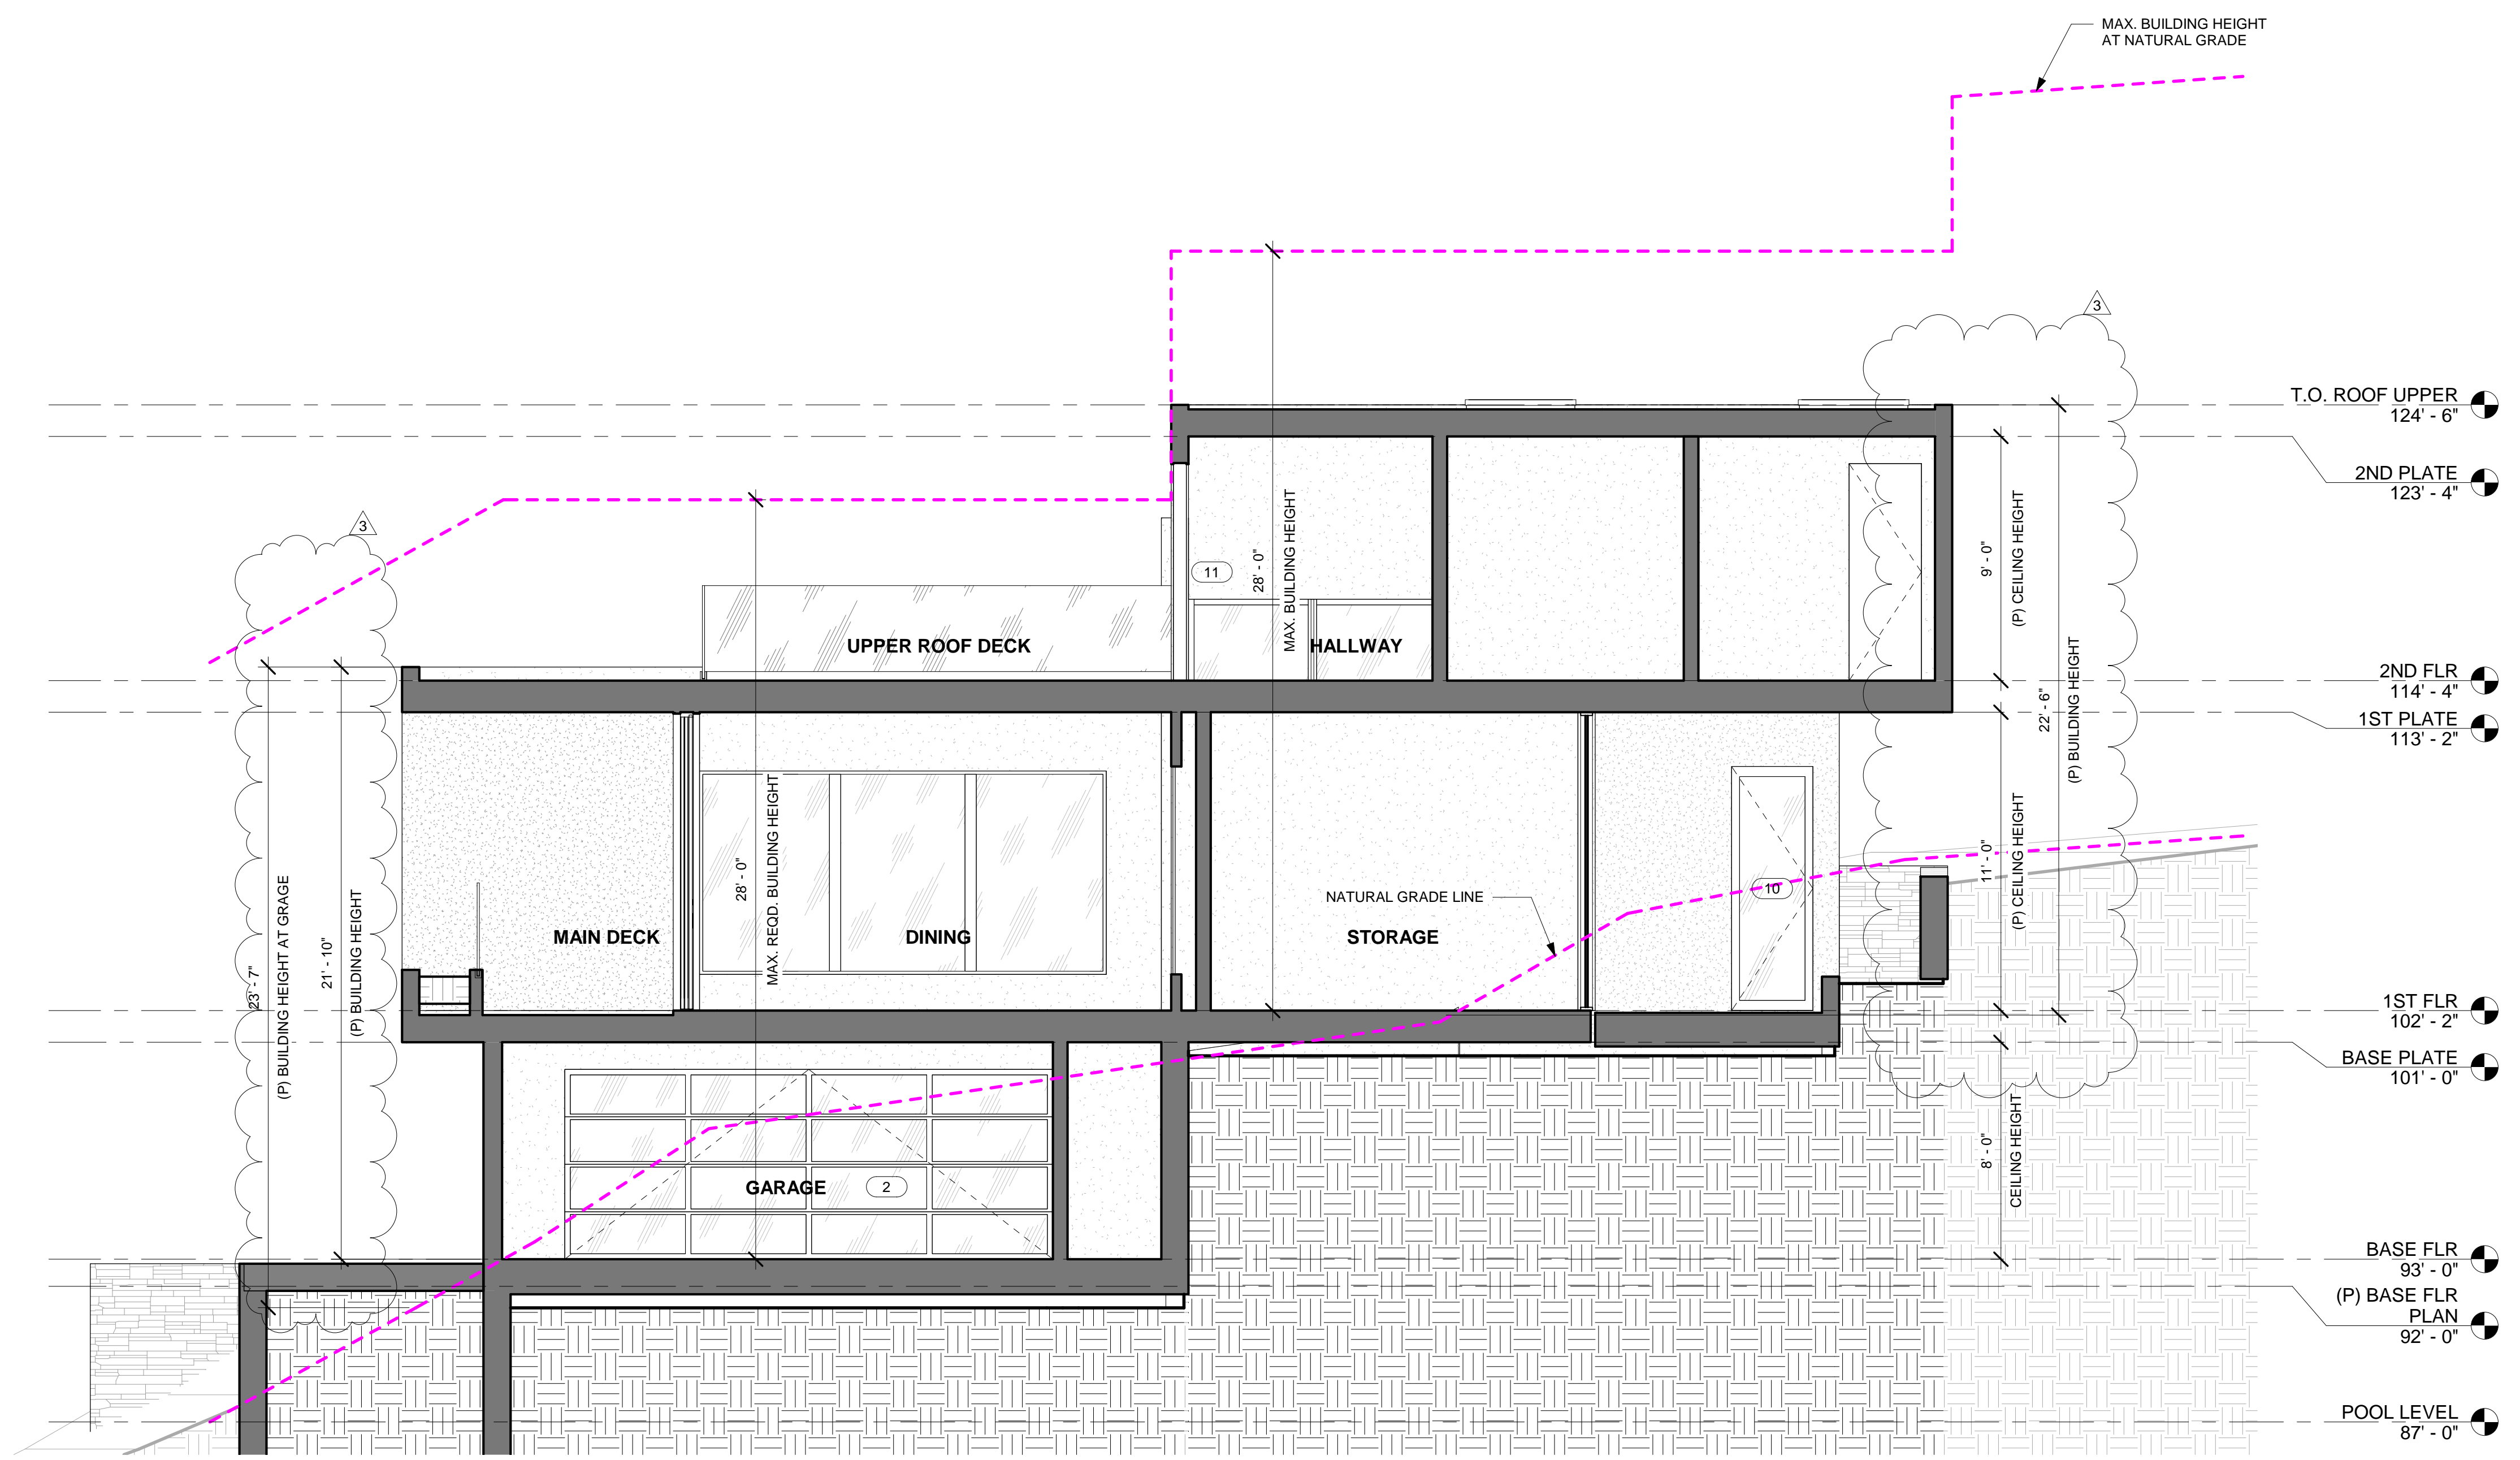 MAX. BUILDING HEIGHT
AT NATURAL GRADE
3
T.O. ROOF UPPER
124' - 6"
2ND PLATE
123' - 4"
3
11
28' - 0"
MAX. BUILDING HEIGHT
9' - 0"
(P) CEILING HEIGHT
UPPER ROOF DECK
HALLWAY
22' - 6"
(P) BUILDING HEIGHT
2ND FLR
114' - 4"
1ST PLATE
113' - 2"
23' - 7"
(P) BUILDING HEIGHT AT GRAGE
21' - 10"
(P) BUILDING HEIGHT
28' - 0"
MAX. REQD. BUILDING HEIGHT
11' - 0"
(P) CEILING HEIGHT
NATURAL GRADE LINE
10
MAIN DECK
DINING
STORAGE
1ST FLR
102' - 2"
BASE PLATE
101' - 0"
8' - 0"
CEILING HEIGHT
GARAGE
2
BASE FLR
93' - 0"
(P) BASE FLR
PLAN
92' - 0"
POOL LEVEL
87' - 0"